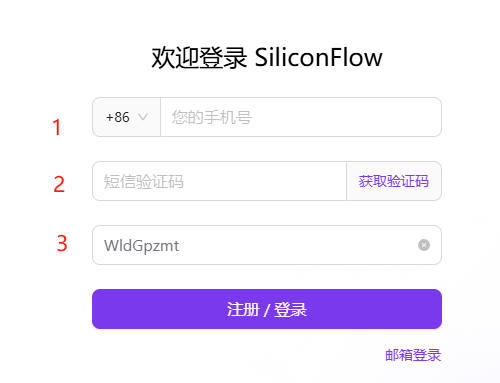 欢迎登录 SiliconFlow
1 +86 您的手机号
2 短信验证码 获取验证码
3 WldGpzmt
注册 / 登录
邮箱登录